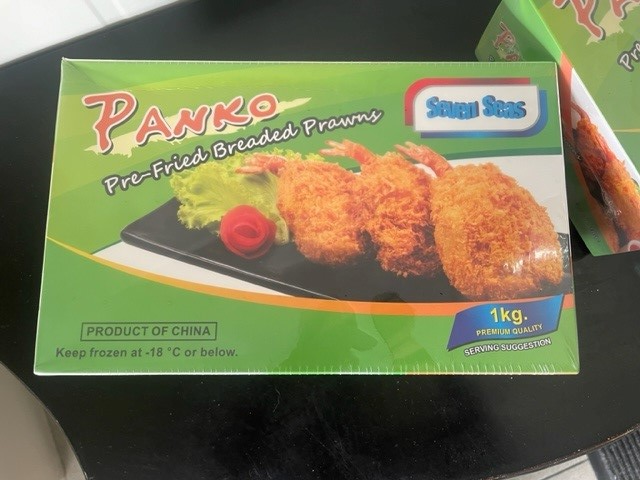 PANKO
Pre-Fried Breaded Prawns
Seven Seas
1kg.
PREMIUM QUALITY
SERVING SUGGESTION
PRODUCT OF CHINA
Keep frozen at -18 °C or below.